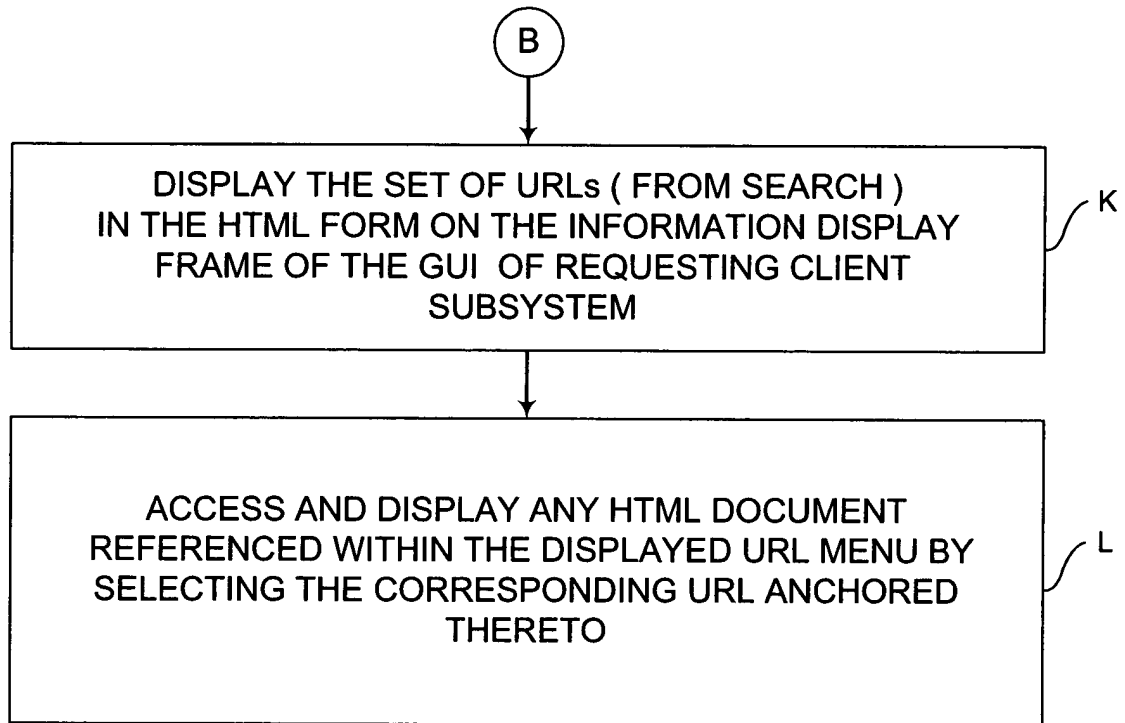 B
DISPLAY THE SET OF URLs ( FROM SEARCH )
IN THE HTML FORM ON THE INFORMATION DISPLAY
FRAME OF THE GUI OF REQUESTING CLIENT
SUBSYSTEM
K
ACCESS AND DISPLAY ANY HTML DOCUMENT
REFERENCED WITHIN THE DISPLAYED URL MENU BY
SELECTING THE CORRESPONDING URL ANCHORED
THERETO
L